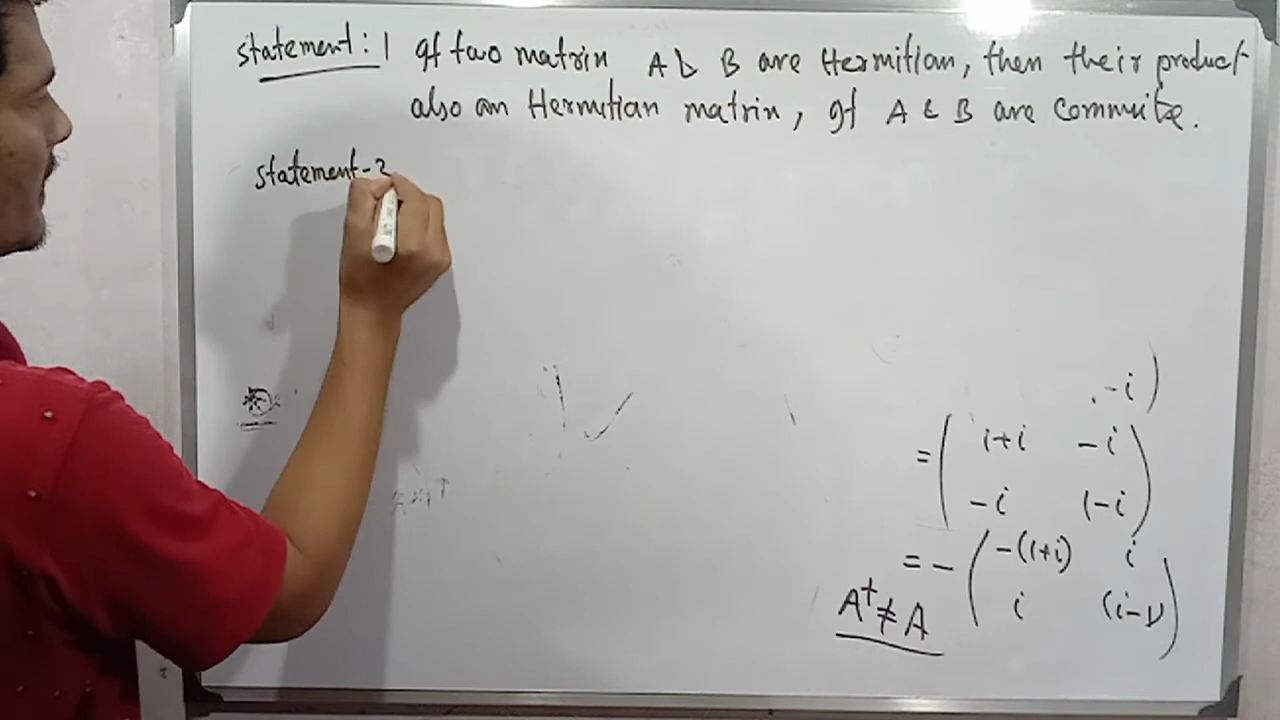 statement : 1 If two matrix A & B are Hermitian, then their product
also an Hermitian matrix, If A & B are commute.
statement-2
. -i )
= ( 1+i -i
-i 1-i )
= - ( -(1+i) i
i (i-1) )
A† ≠ A